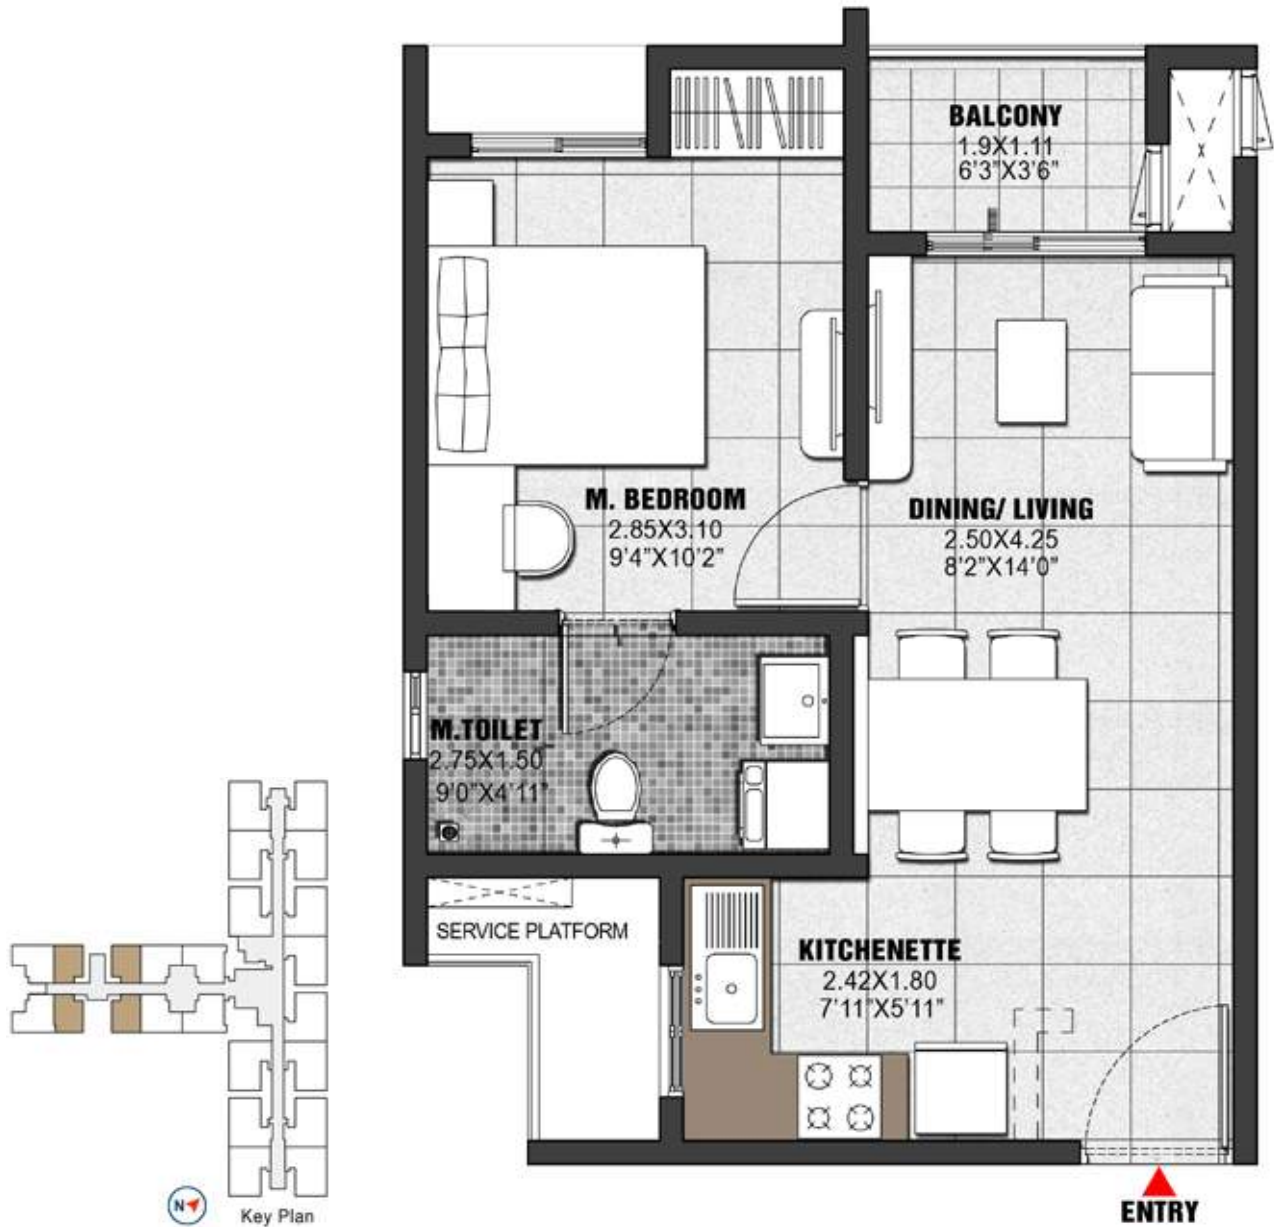 BALCONY
1.9X1.11
6'3"X3'6"
M. BEDROOM
2.85X3.10
9'4"X10'2"
DINING/ LIVING
2.50X4.25
8'2"X14'0"
M.TOILET
2.75X1.50
9'0"X4'11"
SERVICE PLATFORM
KITCHENETTE
2.42X1.80
7'11"X5'11"
N
Key Plan
ENTRY